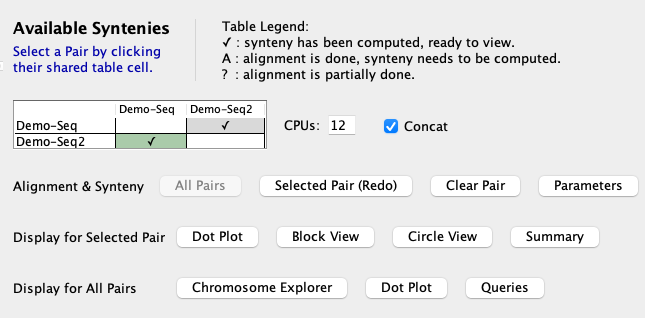 Available Syntenies
Select a Pair by clicking
their shared table cell.
Table Legend:
✓ : synteny has been computed, ready to view.
A : alignment is done, synteny needs to be computed.
? : alignment is partially done.
Demo-Seq Demo-Seq2
Demo-Seq ✓
Demo-Seq2 ✓
CPUs: 12 Concat
Alignment & Synteny All Pairs Selected Pair (Redo) Clear Pair Parameters
Display for Selected Pair Dot Plot Block View Circle View Summary
Display for All Pairs Chromosome Explorer Dot Plot Queries